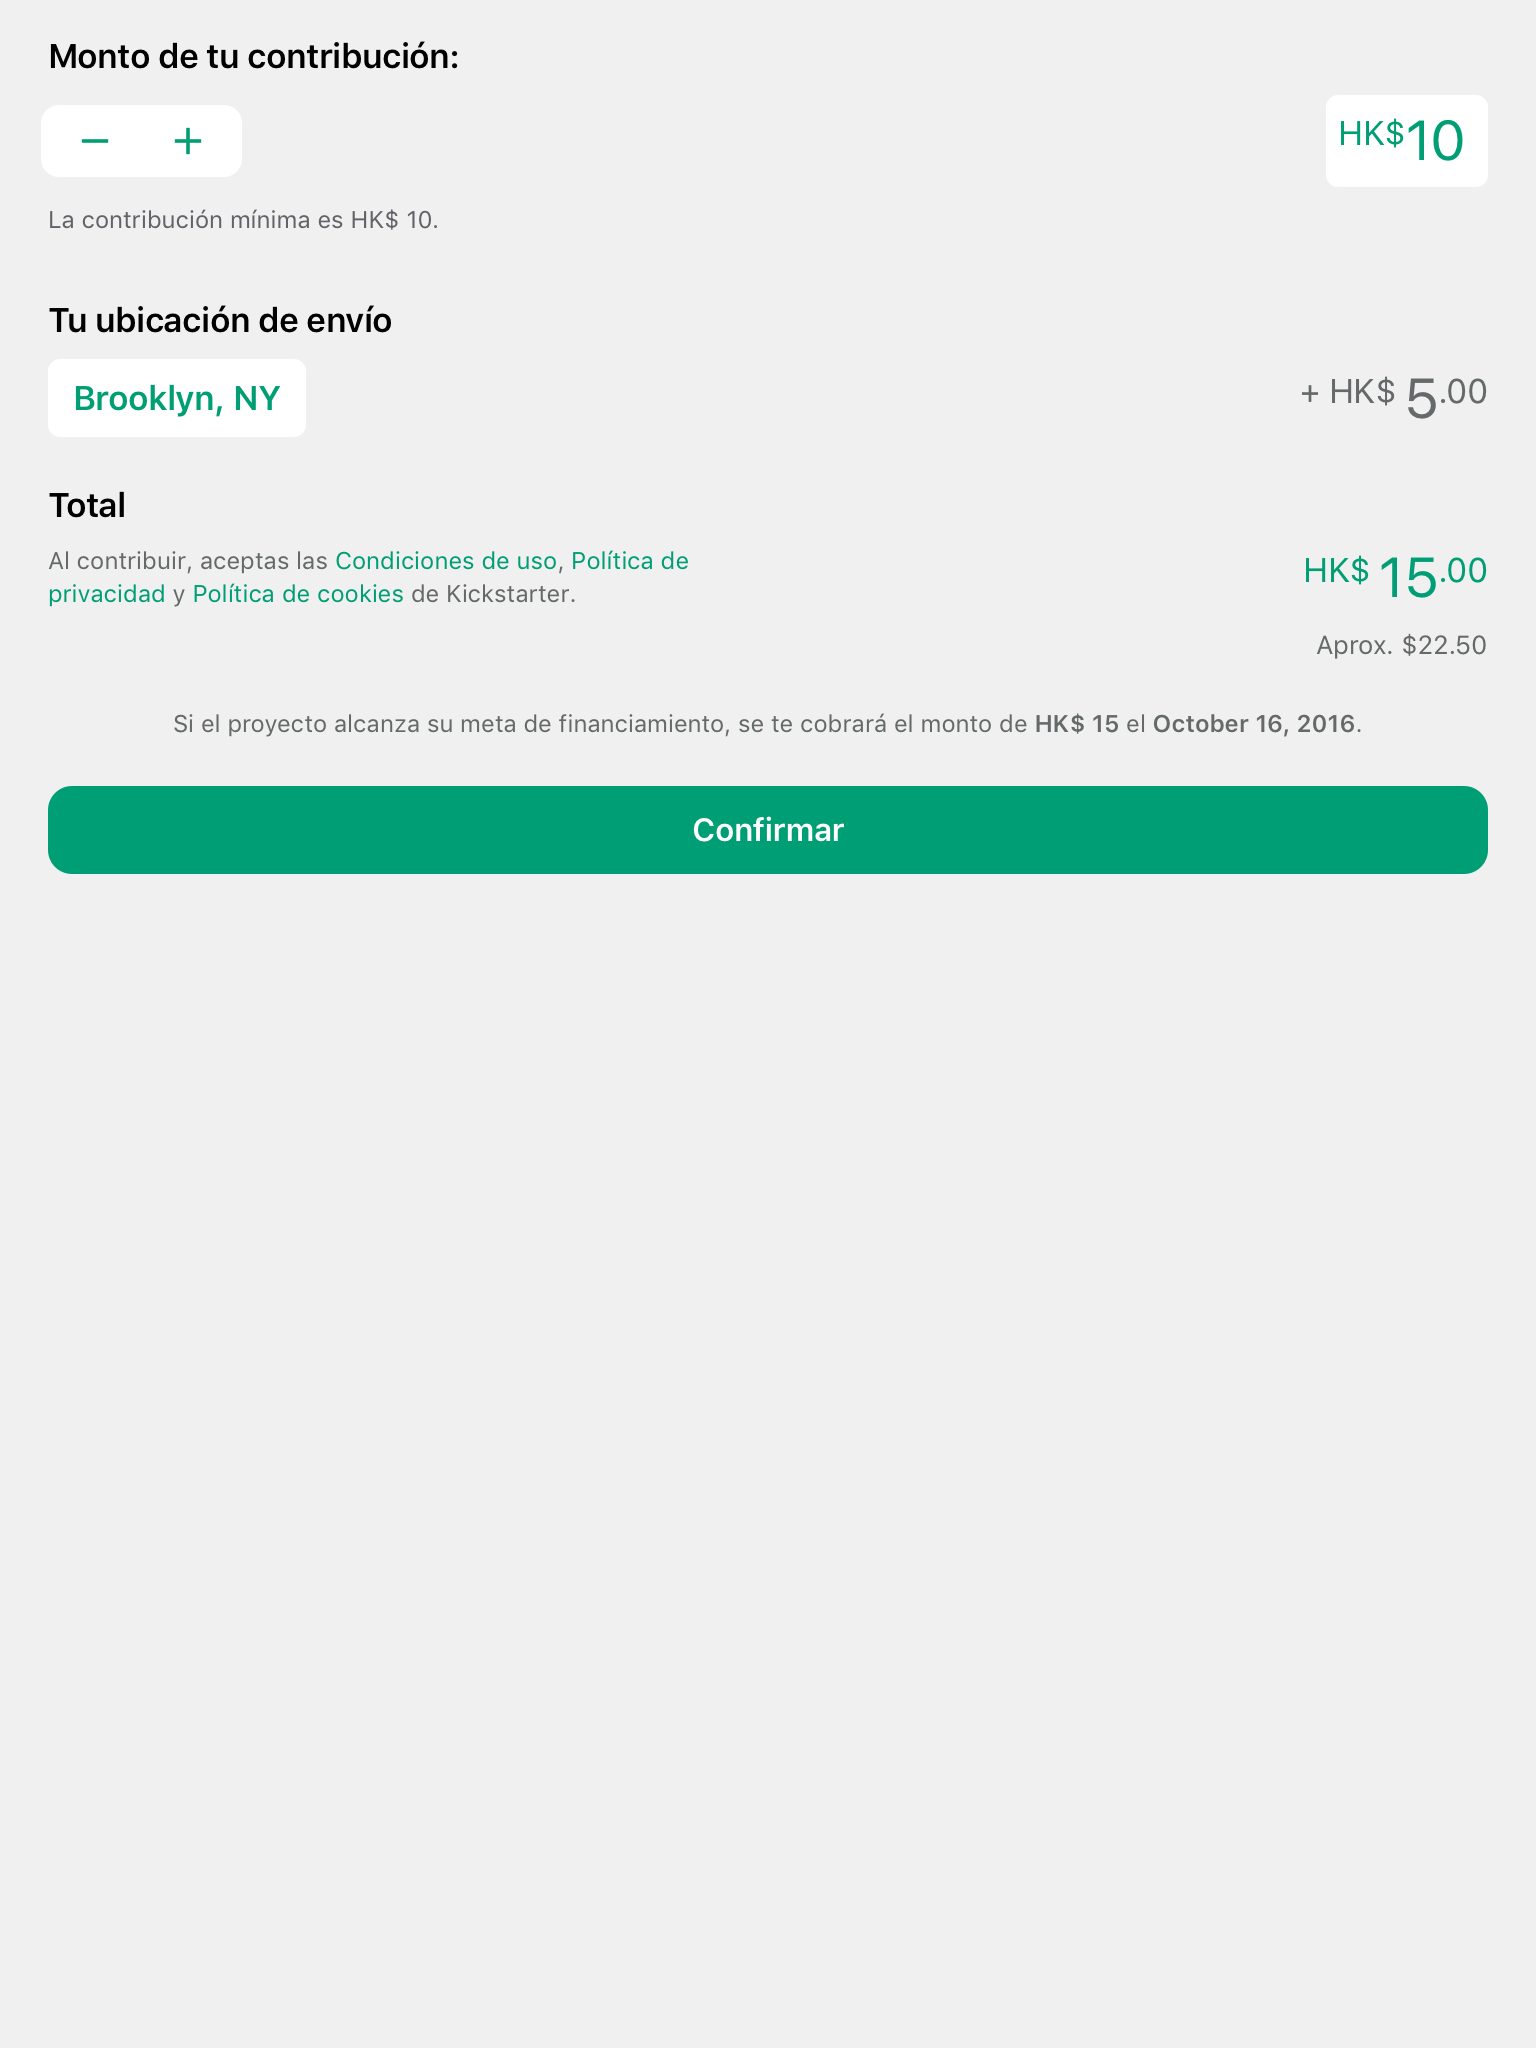 Monto de tu contribución:
− +
HK$10
La contribución mínima es HK$ 10.
Tu ubicación de envío
Brooklyn, NY
+ HK$ 5.00
Total
Al contribuir, aceptas las Condiciones de uso, Política de
privacidad y Política de cookies de Kickstarter.
HK$ 15.00
Aprox. $22.50
Si el proyecto alcanza su meta de financiamiento, se te cobrará el monto de HK$ 15 el October 16, 2016.
Confirmar